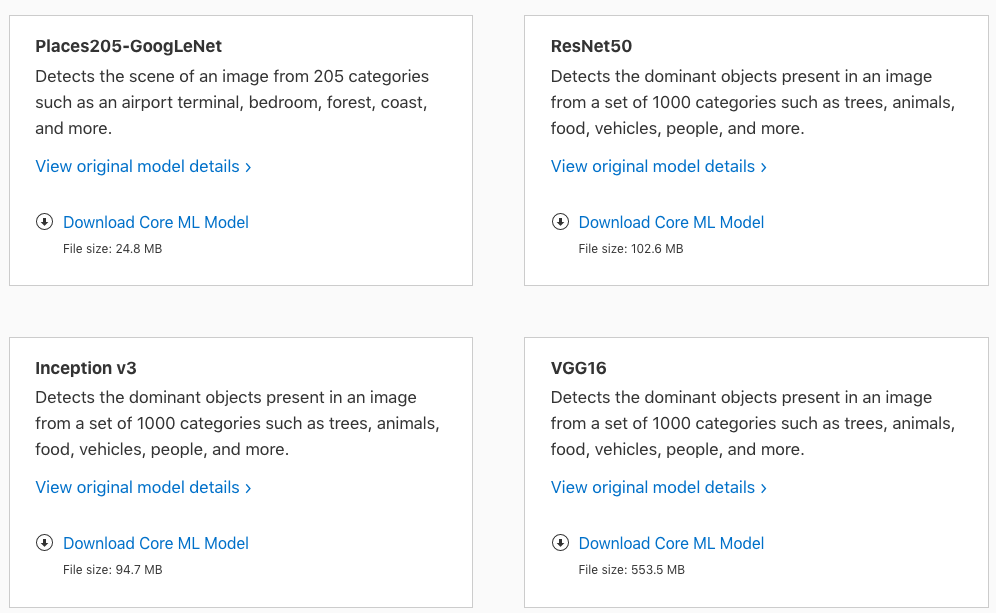 Places205-GoogLeNet
Detects the scene of an image from 205 categories
such as an airport terminal, bedroom, forest, coast,
and more.
View original model details ›
Download Core ML Model
File size: 24.8 MB
ResNet50
Detects the dominant objects present in an image
from a set of 1000 categories such as trees, animals,
food, vehicles, people, and more.
View original model details ›
Download Core ML Model
File size: 102.6 MB
Inception v3
Detects the dominant objects present in an image
from a set of 1000 categories such as trees, animals,
food, vehicles, people, and more.
View original model details ›
Download Core ML Model
File size: 94.7 MB
VGG16
Detects the dominant objects present in an image
from a set of 1000 categories such as trees, animals,
food, vehicles, people, and more.
View original model details ›
Download Core ML Model
File size: 553.5 MB